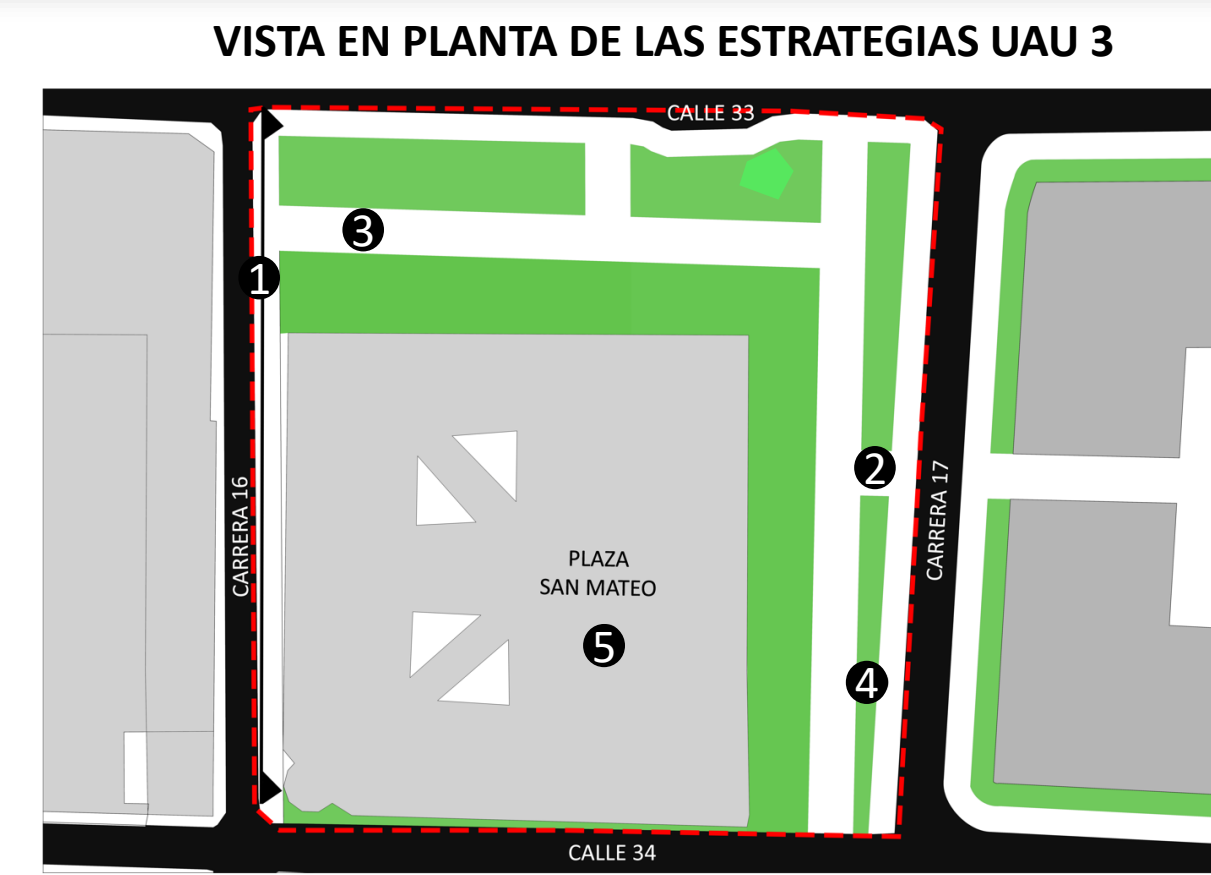 VISTA EN PLANTA DE LAS ESTRATEGIAS UAU 3
CALLE 33
3
1
CARRERA 16
2
CARRERA 17
PLAZA
SAN MATEO
5
4
CALLE 34